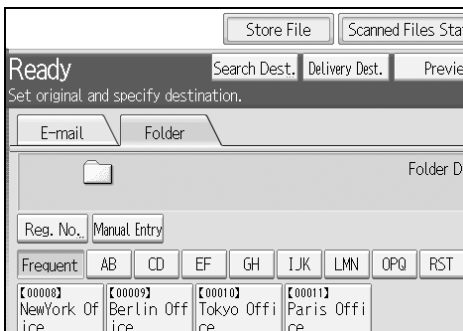 Store File Scanned Files Sta
Ready Search Dest. Delivery Dest. Previe
Set original and specify destination.
E-mail Folder
Folder D
Reg. No. Manual Entry
Frequent AB CD EF GH IJK LMN OPQ RST
【00008】 【00009】 【00010】 【00011】
NewYork Of Berlin Off Tokyo Offi Paris Offi
ice ice ce ce